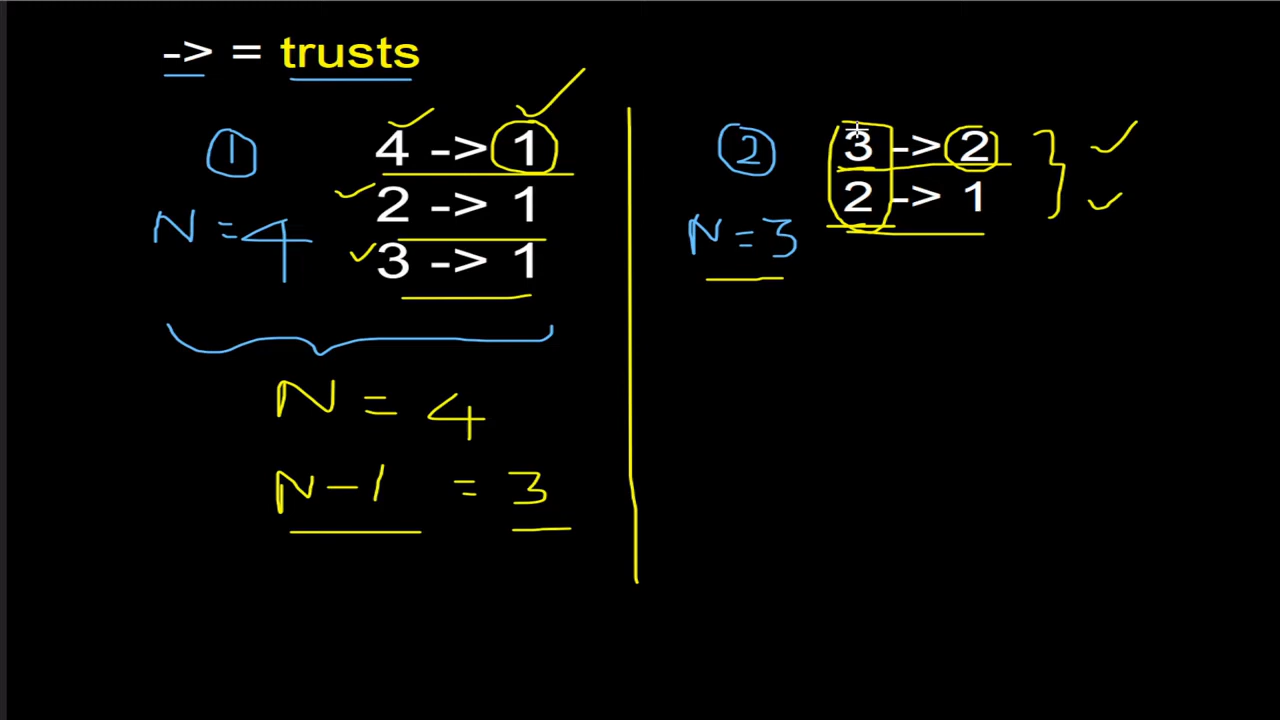 -> = trusts
1
4 -> 1
2 -> 1
3 -> 1
N = 4
N = 4
N - 1 = 3
2
3 -> 2
2 -> 1
N = 3